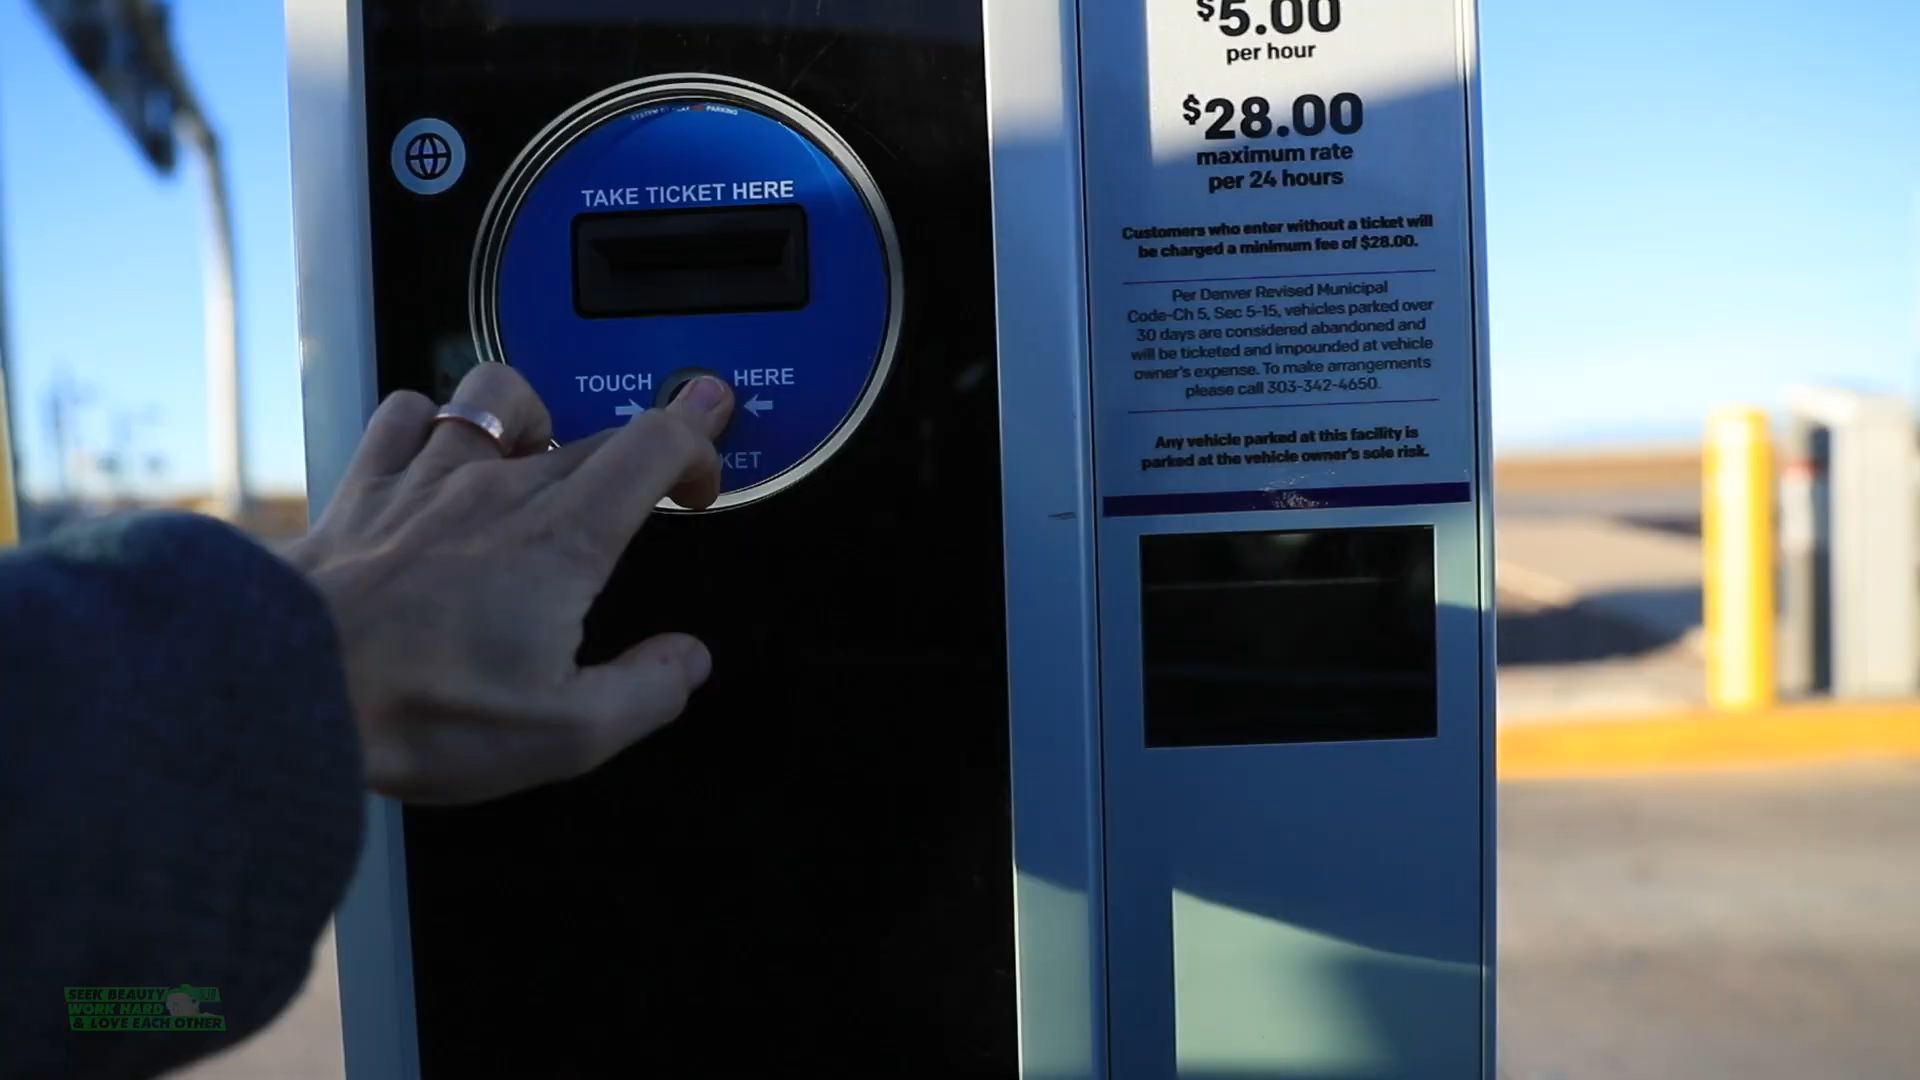 $5.00
per hour
$28.00
maximum rate
per 24 hours
Customers who enter without a ticket will
be charged a minimum fee of $28.00.
Per Denver Revised Municipal
Code-Ch 5, Sec 5-15, vehicles parked over
30 days are considered abandoned and
will be ticketed and impounded at vehicle
owner's expense. To make arrangements
please call 303-342-4650.
Any vehicle parked at this facility is
parked at the vehicle owner's sole risk.
PARKING
TAKE TICKET HERE
TOUCH HERE
KET
SEEK BEAUTY
WORK HARD
& LOVE EACH OTHER